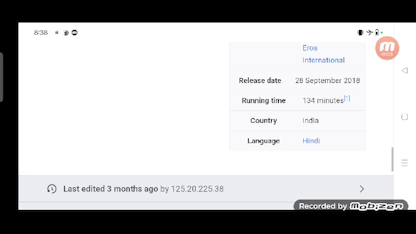 8:38
Eros
International
Release date 28 September 2018
Running time 134 minutes[1]
Country India
Language Hindi
Last edited 3 months ago by 125.20.225.38
Recorded by Mobizen